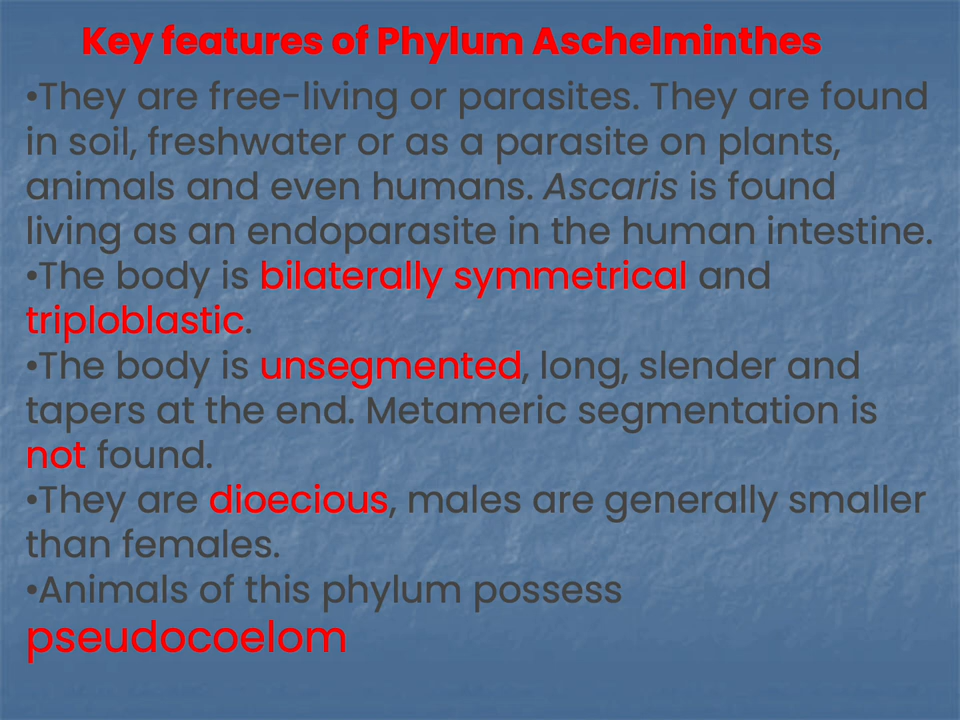 Key features of Phylum Aschelminthes
•They are free-living or parasites. They are found
in soil, freshwater or as a parasite on plants,
animals and even humans. Ascaris is found
living as an endoparasite in the human intestine.
•The body is bilaterally symmetrical and
triploblastic.
•The body is unsegmented, long, slender and
tapers at the end. Metameric segmentation is
not found.
•They are dioecious, males are generally smaller
than females.
•Animals of this phylum possess
pseudocoelom